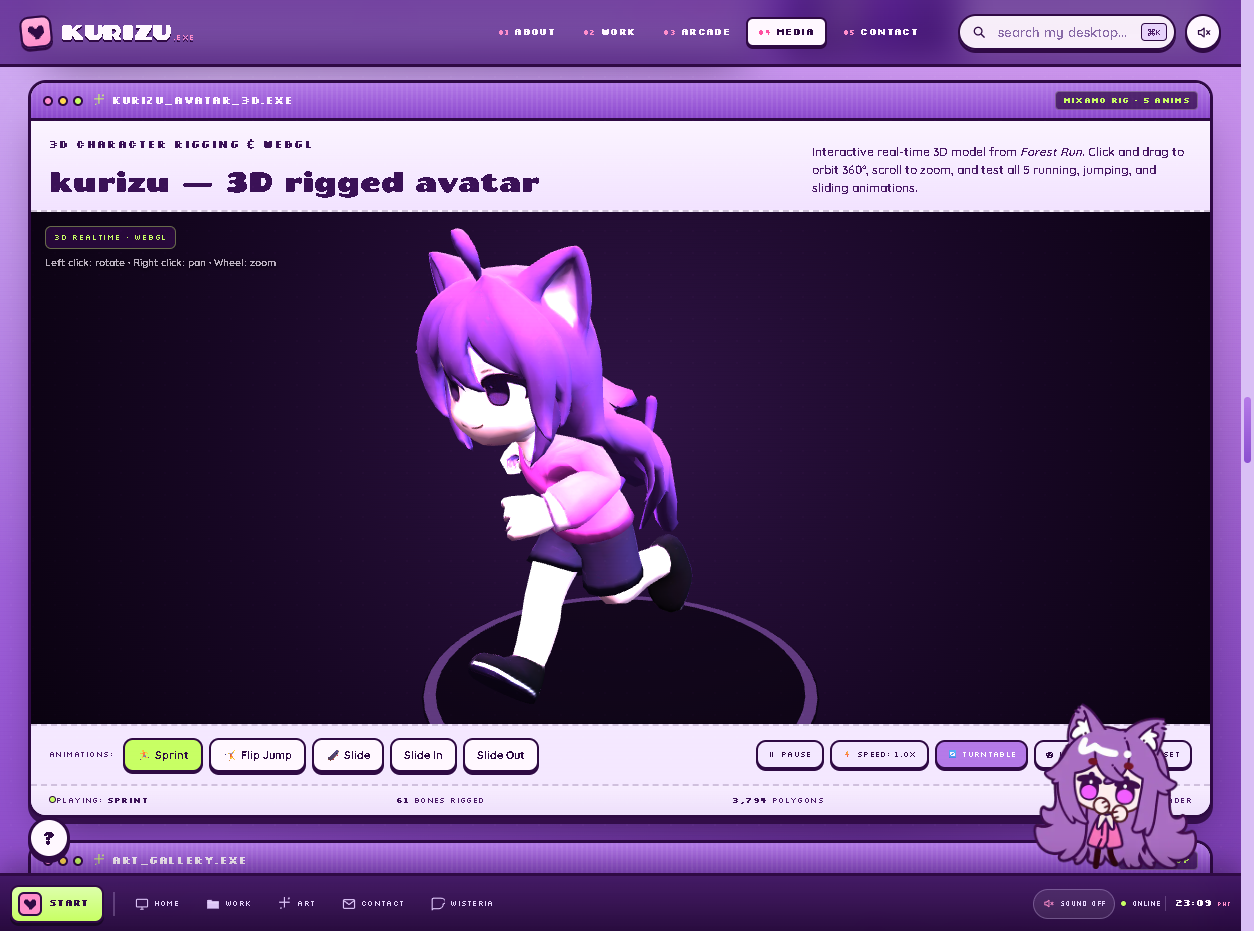 KURIZU.EXE
01 ABOUT
02 WORK
03 ARCADE
04 MEDIA
05 CONTACT
search my desktop...
⌘K
KURIZU_AVATAR_3D.EXE
MIXAMO RIG · 5 ANIMS
3D CHARACTER RIGGING & WEBGL
kurizu — 3D rigged avatar
Interactive real-time 3D model from Forest Run. Click and drag to
orbit 360°, scroll to zoom, and test all 5 running, jumping, and
sliding animations.
3D REALTIME · WEBGL
Left click: rotate · Right click: pan · Wheel: zoom
ANIMATIONS:
Sprint
Flip Jump
Slide
Slide In
Slide Out
PAUSE
SPEED: 1.0X
TURNTABLE
PLAYING: SPRINT
61 BONES RIGGED
3,794 POLYGONS
?
ART_GALLERY.EXE
START
HOME
WORK
ART
CONTACT
WISTERIA
SOUND OFF
ONLINE
23:09